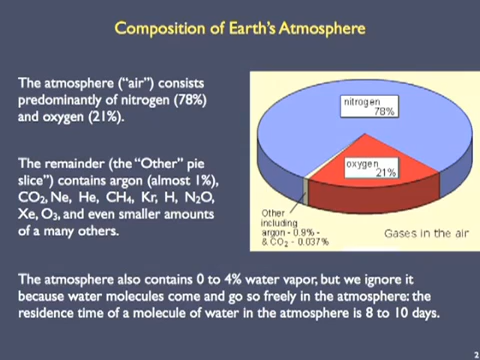 Composition of Earth's Atmosphere
The atmosphere ("air") consists
predominantly of nitrogen (78%)
and oxygen (21%).
The remainder (the "Other" pie
slice") contains argon (almost 1%),
CO2, Ne, He, CH4, Kr, H, N2O,
Xe, O3, and even smaller amounts
of a many others.
nitrogen
78%
oxygen
21%
Other
including
argon - 0.9% -
& CO2 - 0.037%
Gases in the air
The atmosphere also contains 0 to 4% water vapor, but we ignore it
because water molecules come and go so freely in the atmosphere: the
residence time of a molecule of water in the atmosphere is 8 to 10 days.
2